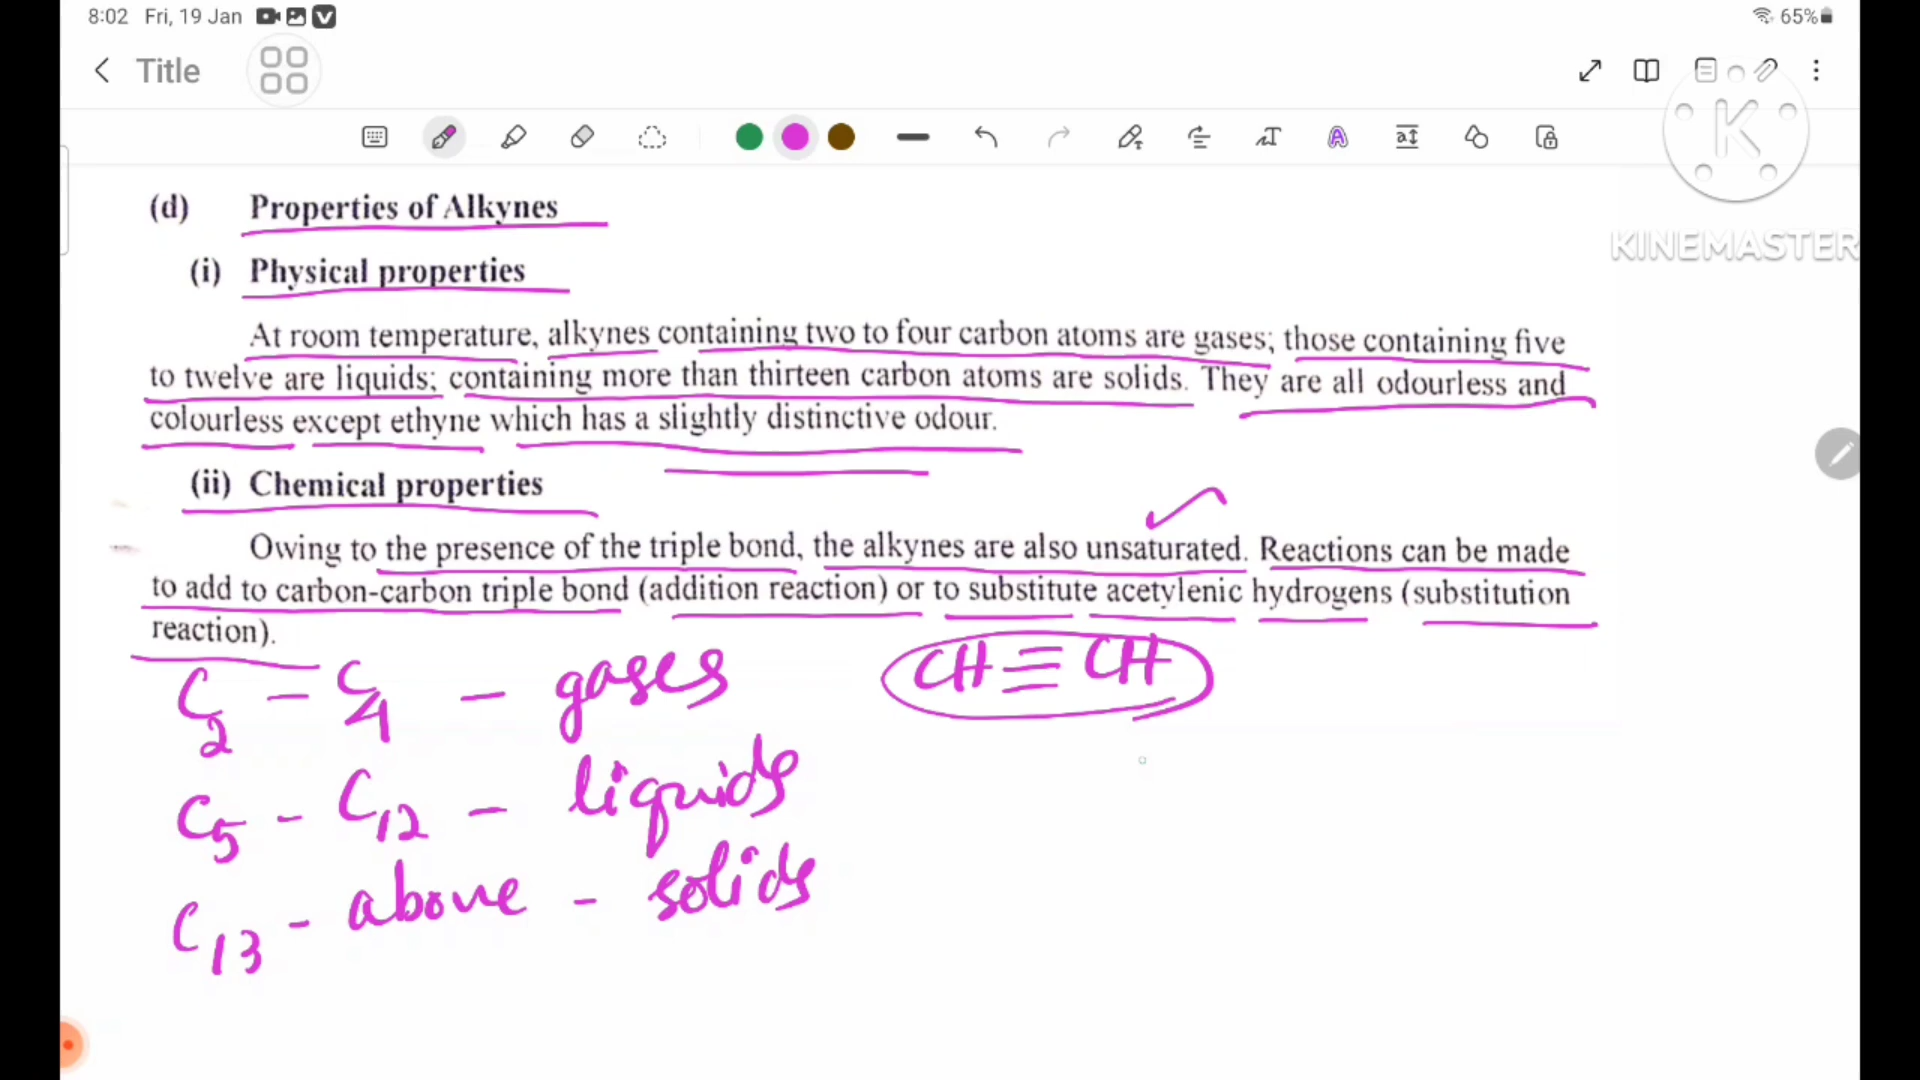 8:02 Fri, 19 Jan
65%
Title
K
KINEMASTER
(d) Properties of Alkynes
(i) Physical properties
At room temperature, alkynes containing two to four carbon atoms are gases; those containing five
to twelve are liquids; containing more than thirteen carbon atoms are solids. They are all odourless and
colourless except ethyne which has a slightly distinctive odour.
(ii) Chemical properties
Owing to the presence of the triple bond, the alkynes are also unsaturated. Reactions can be made
to add to carbon-carbon triple bond (addition reaction) or to substitute acetylenic hydrogens (substitution
reaction).
CH≡CH
C₂ – C₄ – gases
C₅ – C₁₂ – liquids
C₁₃ – above – solids